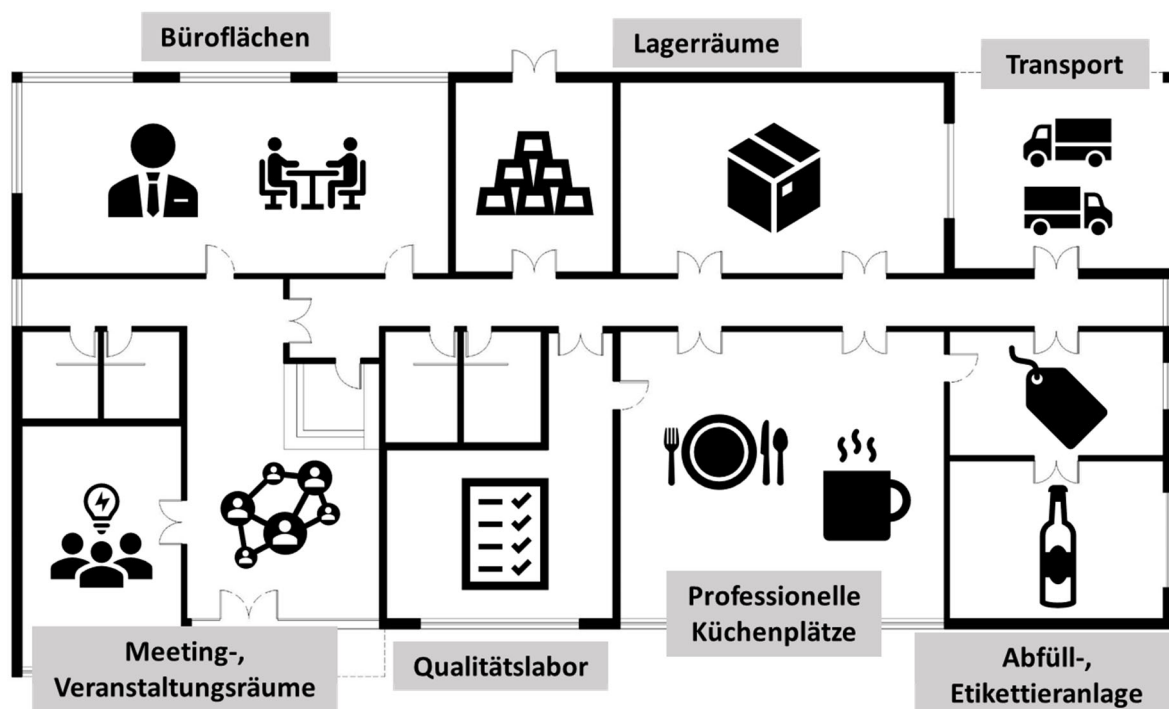 Büroflächen
Lagerräume
Transport
Meeting-,
Veranstaltungsräume
Qualitätslabor
Professionelle
Küchenplätze
Abfüll-,
Etikettieranlage